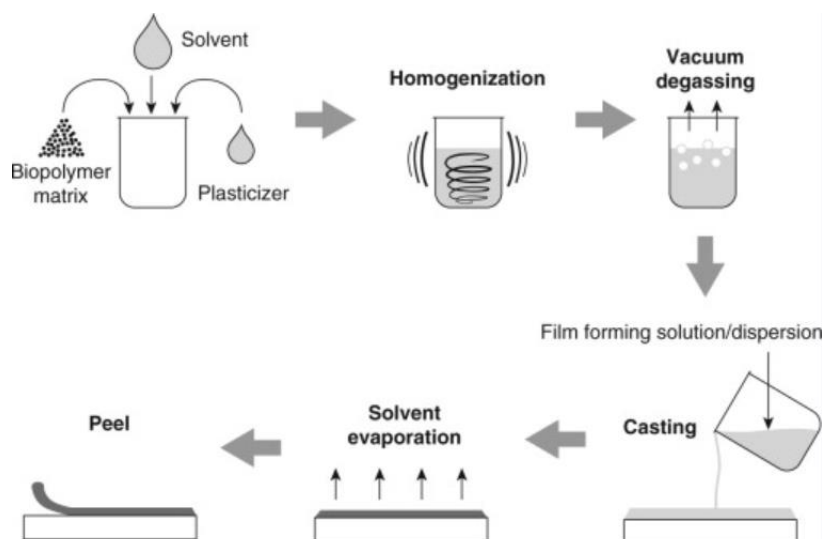 Solvent
Biopolymer
matrix
Plasticizer
Homogenization
Vacuum
degassing
Film forming solution/dispersion
Casting
Solvent
evaporation
Peel